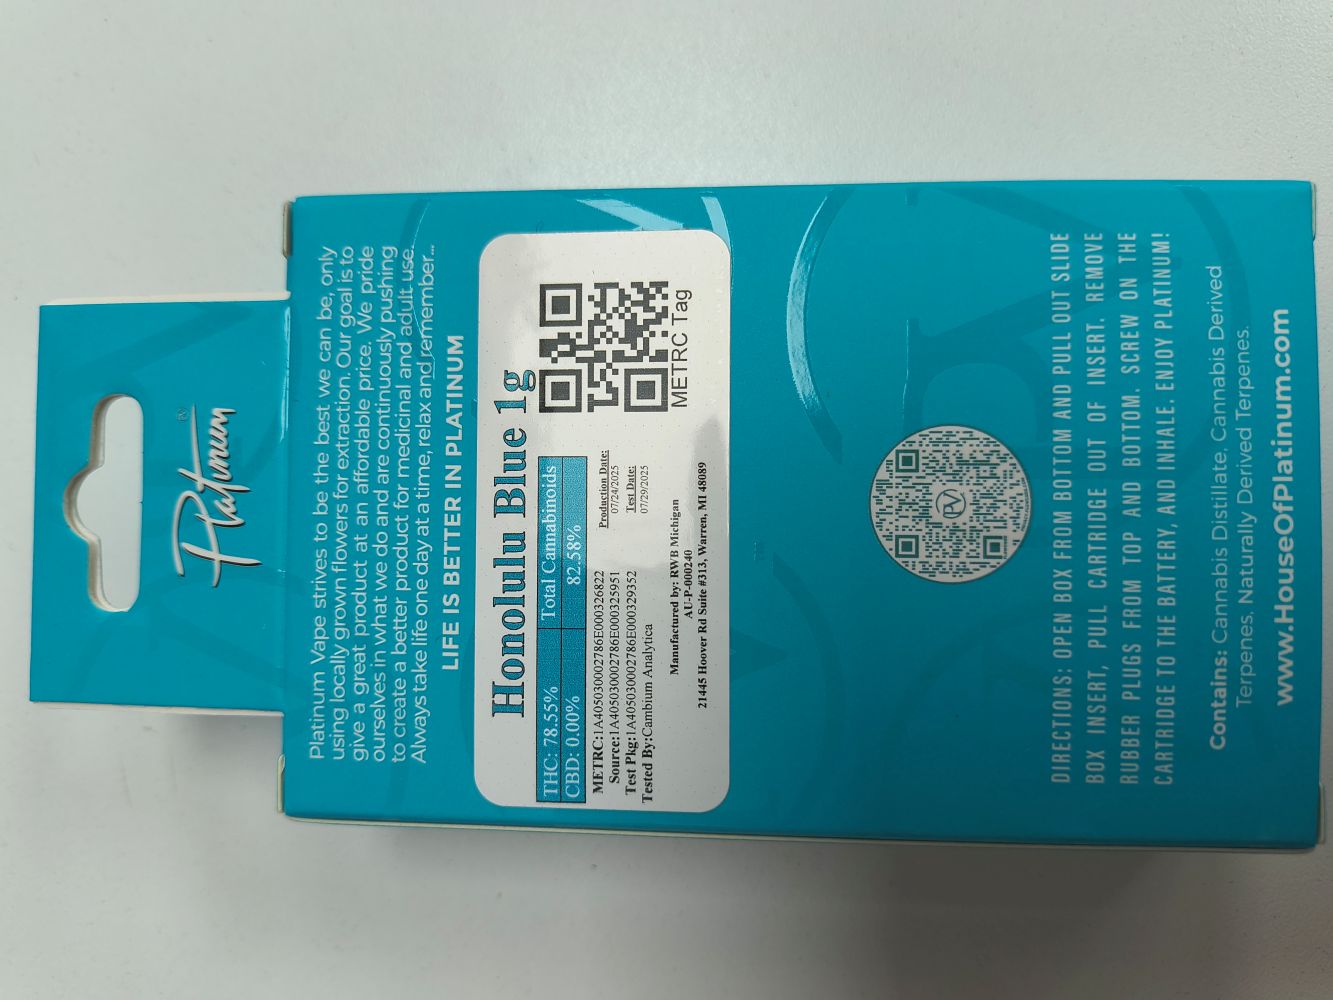 Platinum®
Platinum Vape strives to be the best we can be, only
using locally grown flowers for extraction. Our goal is to
give a great product at an affordable price. We pride
ourselves in what we do and are continuously pushing
to create a better product for medicinal and adult use.
Always take life one day at a time, relax and remember...
LIFE IS BETTER IN PLATINUM
Honolulu Blue 1g
THC: 78.55% Total Cannabinoids
CBD: 0.00% 82.58%
METRC:1A4050300002786E000326822
Source:1A4050300002786E000325951
Test Pkg:1A4050300002786E000329352
Tested By:Cambium Analytica
Production Date:
07/24/2025
Test Date:
07/29/2025
METRC Tag
Manufactured by: RWB Michigan
AU-P-000240
21445 Hoover Rd Suite #313, Warren, MI 48089
PV
DIRECTIONS: OPEN BOX FROM BOTTOM AND PULL OUT SLIDE
BOX INSERT, PULL CARTRIDGE OUT OF INSERT. REMOVE
RUBBER PLUGS FROM TOP AND BOTTOM. SCREW ON THE
CARTRIDGE TO THE BATTERY, AND INHALE. ENJOY PLATINUM!
Contains: Cannabis Distillate, Cannabis Derived
Terpenes, Naturally Derived Terpenes.
www.HouseOfPlatinum.com